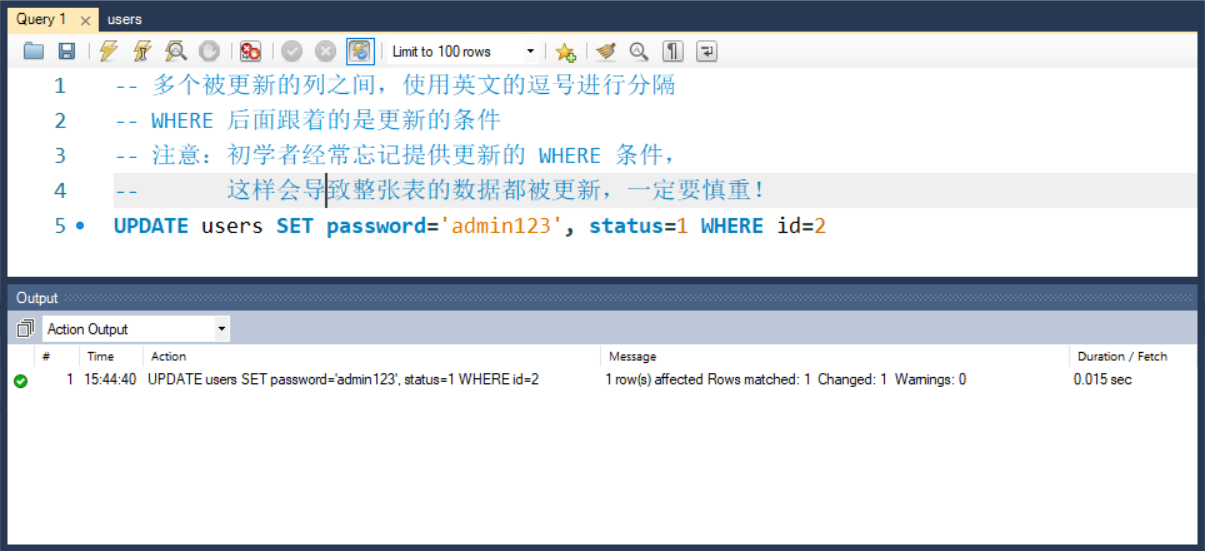 Query 1 users
Limit to 100 rows
1 -- 多个被更新的列之间，使用英文的逗号进行分隔
2 -- WHERE 后面跟着的是更新的条件
3 -- 注意：初学者经常忘记提供更新的 WHERE 条件，
4 -- 这样会导致整张表的数据都被更新，一定要慎重！
5 UPDATE users SET password='admin123', status=1 WHERE id=2
Output
Action Output
# Time Action Message Duration / Fetch
1 15:44:40 UPDATE users SET password='admin123', status=1 WHERE id=2 1 row(s) affected Rows matched: 1 Changed: 1 Warnings: 0 0.015 sec